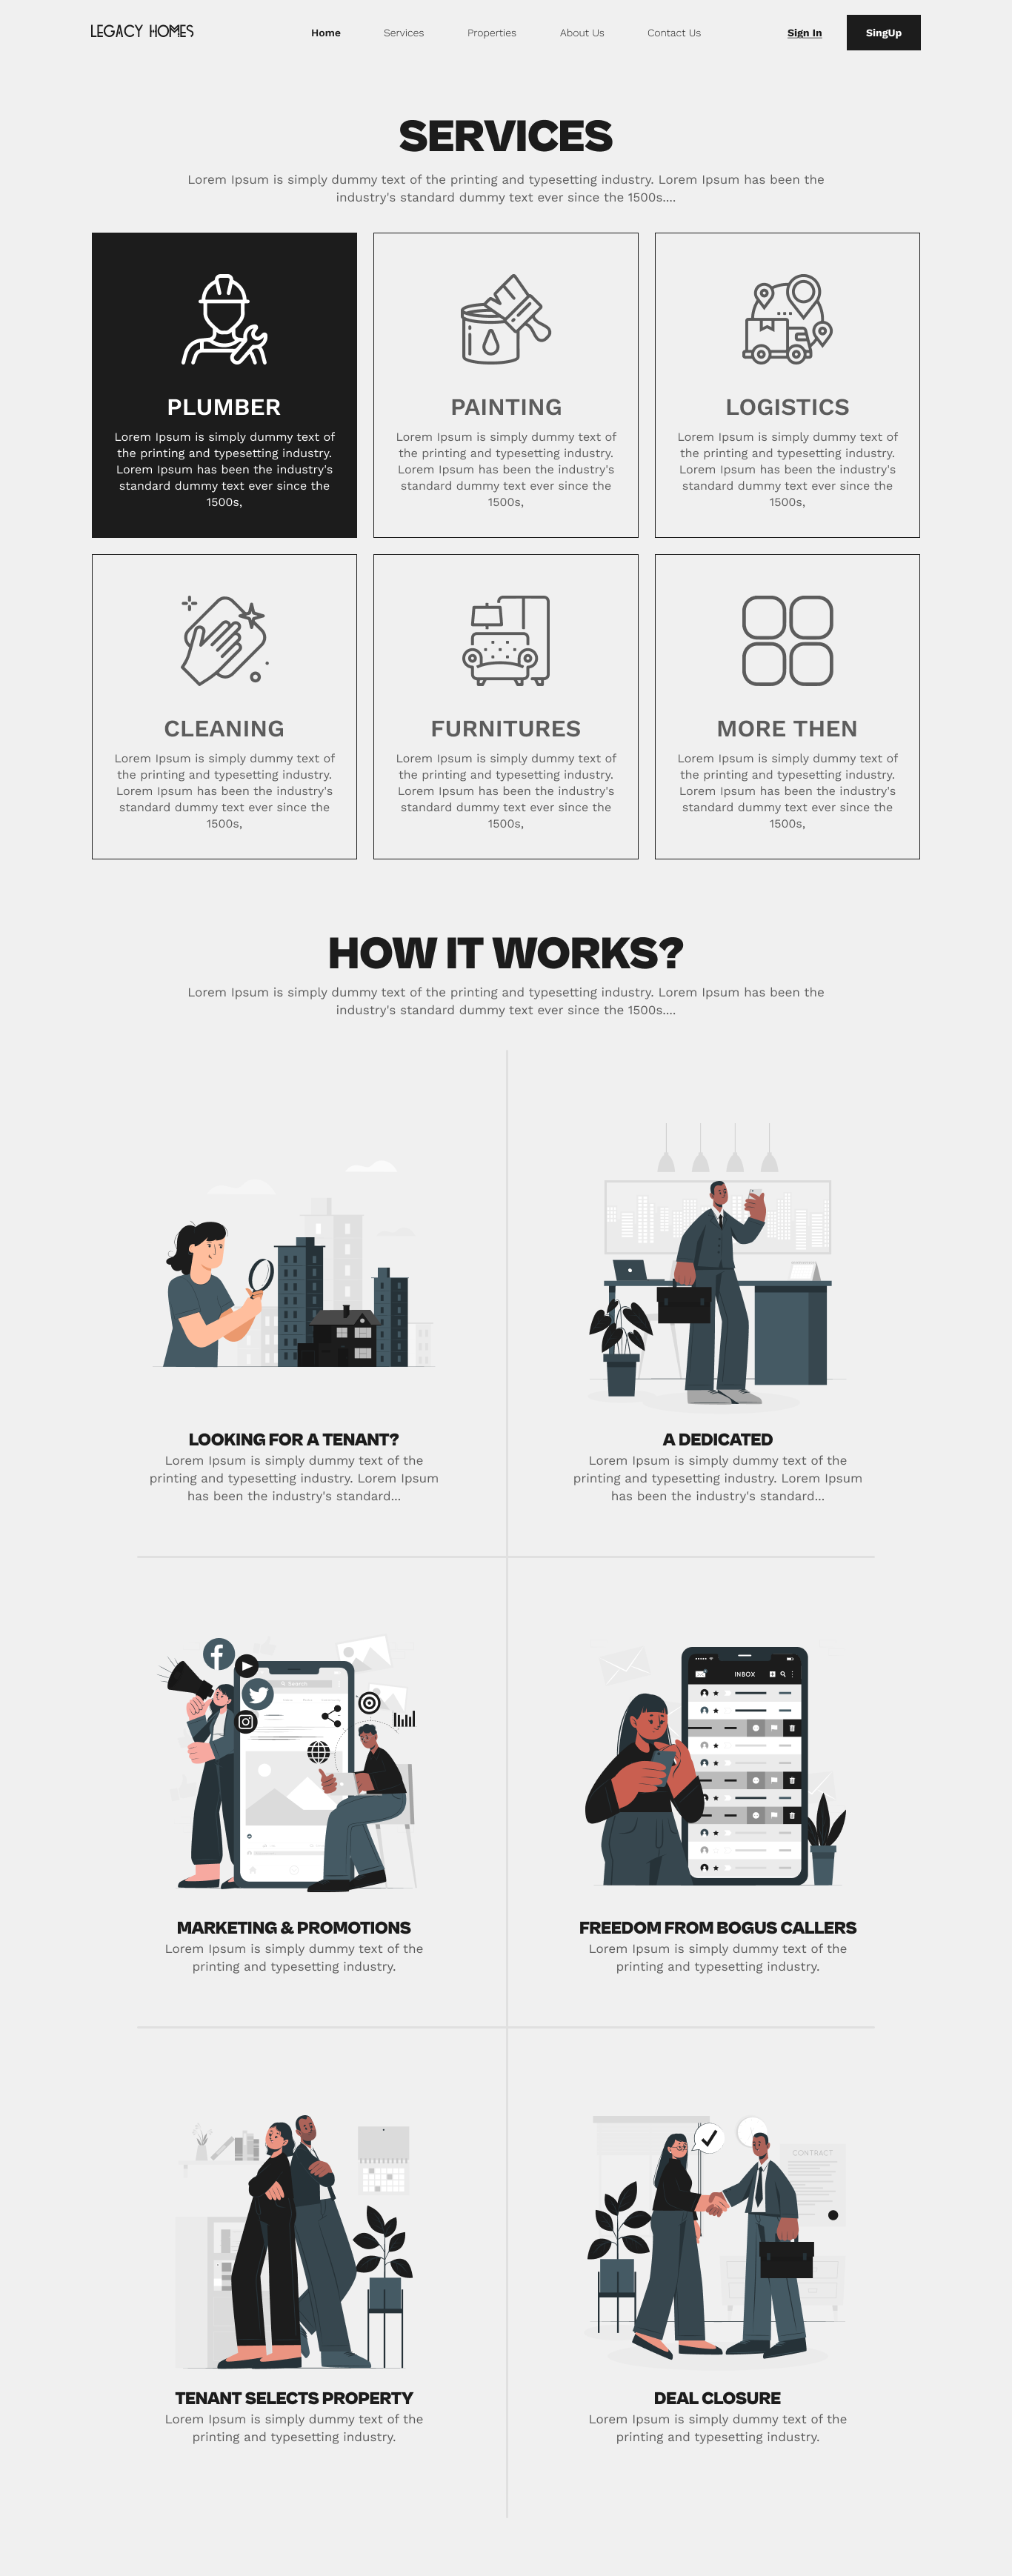 LEGACY HOMES
Home
Services
Properties
About Us
Contact Us
Sign In
SingUp
SERVICES
Lorem Ipsum is simply dummy text of the printing and typesetting industry. Lorem Ipsum has been the
industry's standard dummy text ever since the 1500s....
PLUMBER
Lorem Ipsum is simply dummy text of
the printing and typesetting industry.
Lorem Ipsum has been the industry's
standard dummy text ever since the
1500s,
PAINTING
Lorem Ipsum is simply dummy text of
the printing and typesetting industry.
Lorem Ipsum has been the industry's
standard dummy text ever since the
1500s,
LOGISTICS
Lorem Ipsum is simply dummy text of
the printing and typesetting industry.
Lorem Ipsum has been the industry's
standard dummy text ever since the
1500s,
CLEANING
Lorem Ipsum is simply dummy text of
the printing and typesetting industry.
Lorem Ipsum has been the industry's
standard dummy text ever since the
1500s,
FURNITURES
Lorem Ipsum is simply dummy text of
the printing and typesetting industry.
Lorem Ipsum has been the industry's
standard dummy text ever since the
1500s,
MORE THEN
Lorem Ipsum is simply dummy text of
the printing and typesetting industry.
Lorem Ipsum has been the industry's
standard dummy text ever since the
1500s,
HOW IT WORKS?
Lorem Ipsum is simply dummy text of the printing and typesetting industry. Lorem Ipsum has been the
industry's standard dummy text ever since the 1500s....
LOOKING FOR A TENANT?
Lorem Ipsum is simply dummy text of the
printing and typesetting industry. Lorem Ipsum
has been the industry's standard...
A DEDICATED
Lorem Ipsum is simply dummy text of the
printing and typesetting industry. Lorem Ipsum
has been the industry's standard...
Search
MARKETING & PROMOTIONS
Lorem Ipsum is simply dummy text of the
printing and typesetting industry.
INBOX
FREEDOM FROM BOGUS CALLERS
Lorem Ipsum is simply dummy text of the
printing and typesetting industry.
TENANT SELECTS PROPERTY
Lorem Ipsum is simply dummy text of the
printing and typesetting industry.
CONTRACT
DEAL CLOSURE
Lorem Ipsum is simply dummy text of the
printing and typesetting industry.